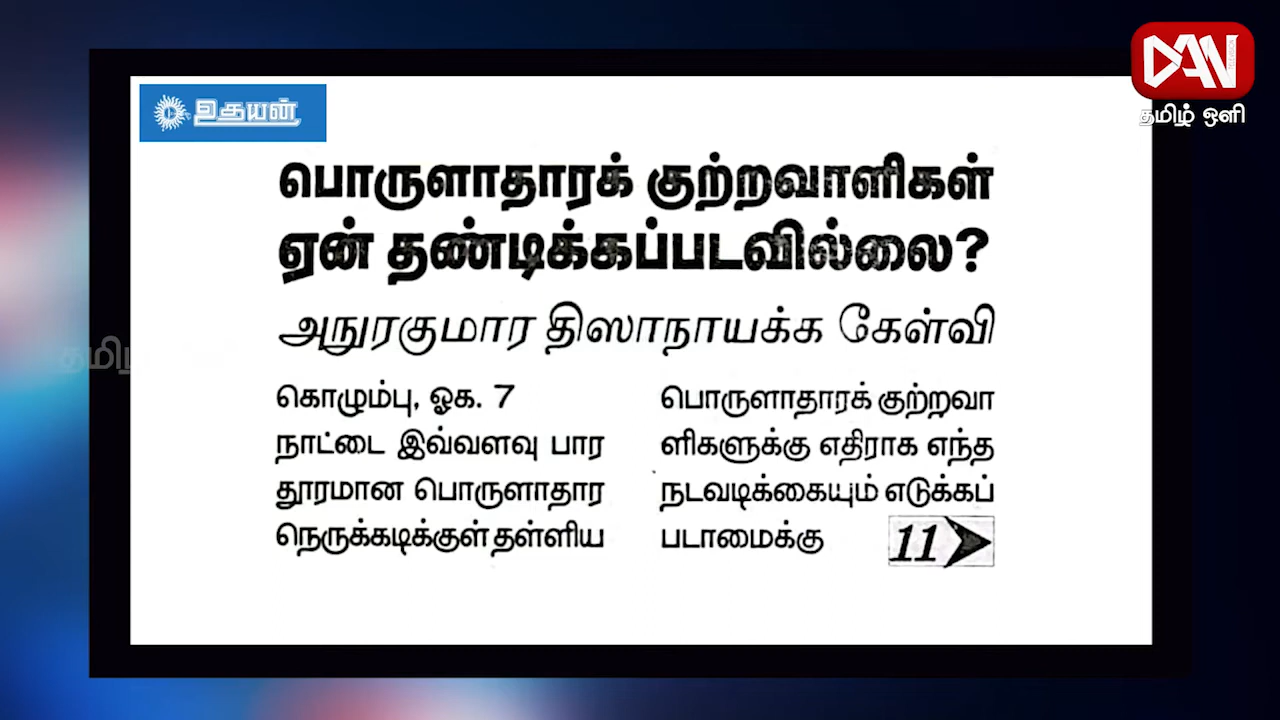 உதயன்
DAN
தமிழ் ஒளி
பொருளாதாரக் குற்றவாளிகள்
ஏன் தண்டிக்கப்படவில்லை?
அநுரகுமார திஸாநாயக்க கேள்வி
கொழும்பு, ஓக. 7
நாட்டை இவ்வளவு பார
தூரமான பொருளாதார
நெருக்கடிக்குள் தள்ளிய
பொருளாதாரக் குற்றவா
ளிகளுக்கு எதிராக எந்த
நடவடிக்கையும் எடுக்கப்
படாமைக்கு
11
தமிழ்